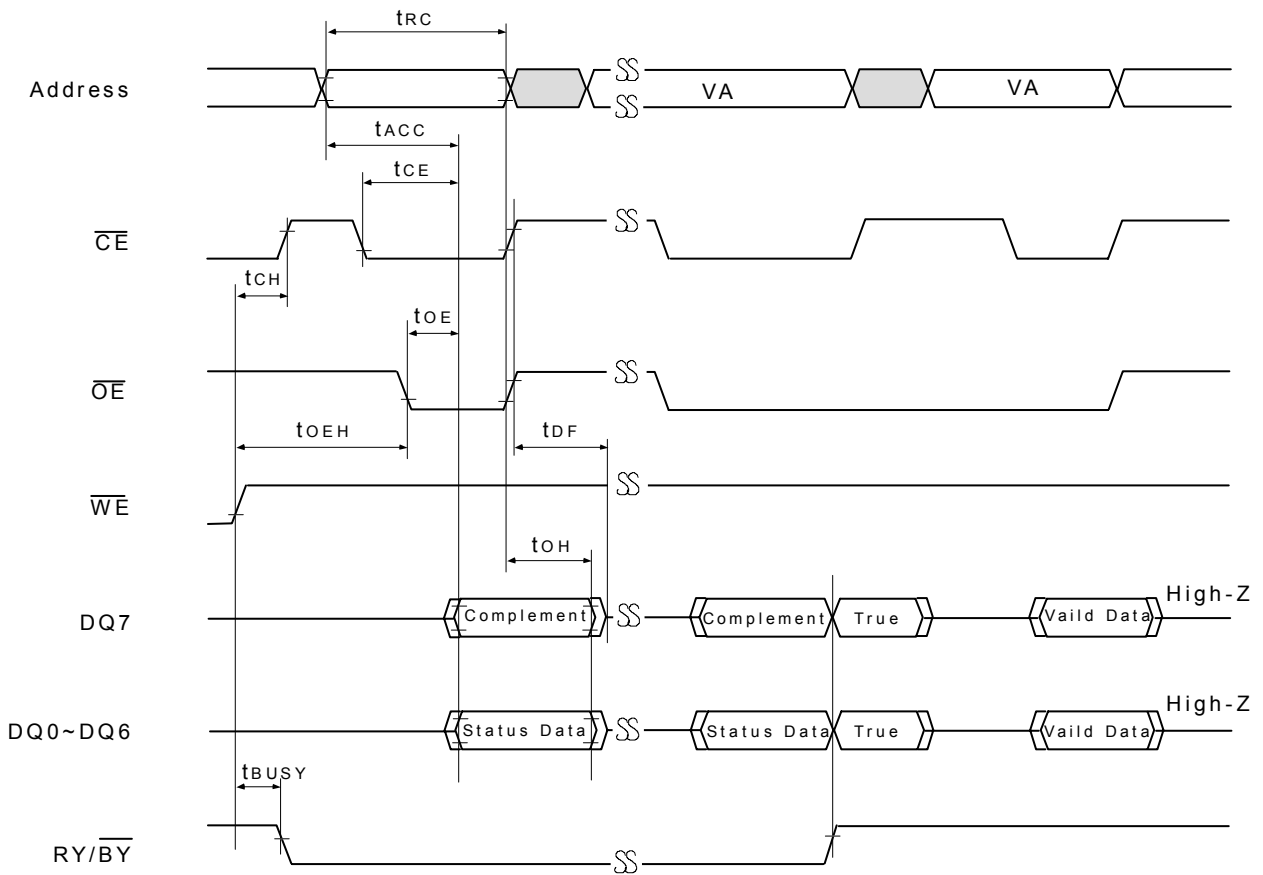 tRC
Address
VA
VA
tACC
tCE
CE
tCH
tOE
OE
tOEH
tDF
WE
tOH
DQ7
Complement
Complement
True
Vaild Data
High-Z
DQ0~DQ6
Status Data
Status Data
True
Vaild Data
High-Z
tBUSY
RY/BY